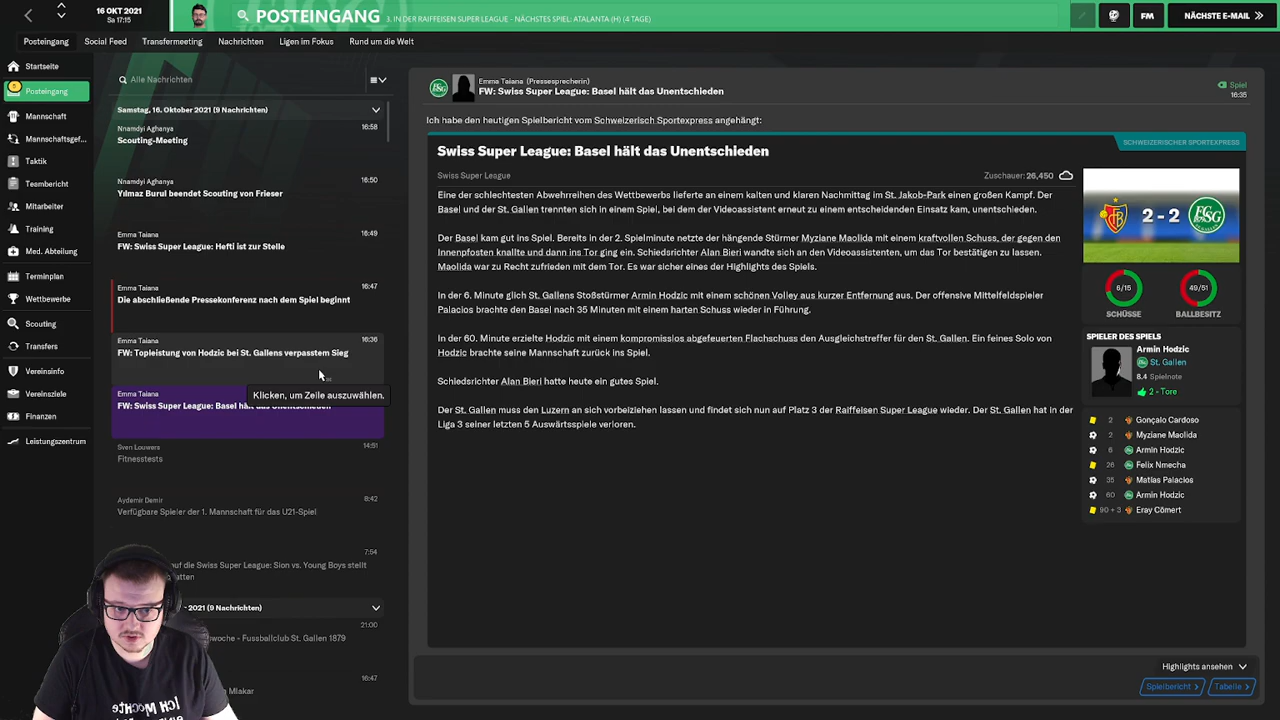 16 OKT 2021
Sa 17:15
POSTEINGANG
3. IN DER RAIFFEISEN SUPER LEAGUE - NÄCHSTES SPIEL: ATALANTA (H) (4 TAGE)
FM
NÄCHSTE E-MAIL
Posteingang
Social Feed
Transfermeeting
Nachrichten
Ligen im Fokus
Rund um die Welt
Startseite
Posteingang
Mannschaft
Mannschaftsgef...
Taktik
Teambericht
Mitarbeiter
Training
Med. Abteilung
Terminplan
Wettbewerbe
Scouting
Transfers
Vereinsinfo
Vereinsziele
Finanzen
Leistungszentrum
Alle Nachrichten
Samstag, 16. Oktober 2021 (9 Nachrichten)
Nnamdyi Aghanya 16:58
Scouting-Meeting
Nnamdyi Aghanya 16:50
Yılmaz Burul beendet Scouting von Frieser
Emma Taiana 16:49
FW: Swiss Super League: Hefti ist zur Stelle
Emma Taiana 16:47
Die abschließende Pressekonferenz nach dem Spiel beginnt
Emma Taiana 16:36
FW: Topleistung von Hodzic bei St. Gallens verpasstem Sieg
Klicken, um Zeile auszuwählen.
Emma Taiana
FW: Swiss Super League: Basel hält das Unentschieden
Sven Louwers 14:51
Fitnesstests
Aydemir Demir 8:42
Verfügbare Spieler der 1. Mannschaft für das U21-Spiel
7:54
auf die Swiss Super League: Sion vs. Young Boys stellt
2021 (9 Nachrichten)
21:00
woche - Fussballclub St. Gallen 1879
16:47
Mlakar
Emma Taiana (Pressesprecherin)
FW: Swiss Super League: Basel hält das Unentschieden
Spiel
16:35
Ich habe den heutigen Spielbericht vom Schweizerisch Sportexpress angehängt:
SCHWEIZERISCHER SPORTEXPRESS
Swiss Super League: Basel hält das Unentschieden
Swiss Super League
Zuschauer: 26,450
Eine der schlechtesten Abwehrreihen des Wettbewerbs lieferte an einem kalten und klaren Nachmittag im St. Jakob-Park einen großen Kampf. Der
Basel und der St. Gallen trennten sich in einem Spiel, bei dem der Videoassistent erneut zu einem entscheidenden Einsatz kam, unentschieden.
Der Basel kam gut ins Spiel. Bereits in der 2. Spielminute netzte der hängende Stürmer Myziane Maolida mit einem kraftvollen Schuss, der gegen den
Innenpfosten knallte und dann ins Tor ging ein. Schiedsrichter Alan Bieri wandte sich an den Videoassistenten, um das Tor bestätigen zu lassen.
Maolida war zu Recht zufrieden mit dem Tor. Es war sicher eines der Highlights des Spiels.
In der 6. Minute glich St. Gallens Stoßstürmer Armin Hodzic mit einem schönen Volley aus kurzer Entfernung aus. Der offensive Mittelfeldspieler
Palacios brachte den Basel nach 35 Minuten mit einem harten Schuss wieder in Führung.
In der 60. Minute erzielte Hodzic mit einem kompromisslos abgefeuerten Flachschuss den Ausgleichstreffer für den St. Gallen. Ein feines Solo von
Hodzic brachte seine Mannschaft zurück ins Spiel.
Schiedsrichter Alan Bieri hatte heute ein gutes Spiel.
Der St. Gallen muss den Luzern an sich vorbeiziehen lassen und findet sich nun auf Platz 3 der Raiffeisen Super League wieder. Der St. Gallen hat in der
Liga 3 seiner letzten 5 Auswärtsspiele verloren.
2 - 2
6/15
SCHÜSSE
49/51
BALLBESITZ
SPIELER DES SPIELS
Armin Hodzic
St. Gallen
8.4 Spielnote
2 - Tore
2 Gonçalo Cardoso
2 Myziane Maolida
6 Armin Hodzic
26 Felix Nmecha
35 Matías Palacios
60 Armin Hodzic
90 + 3 Eray Cömert
Highlights ansehen
Spielbericht
Tabelle